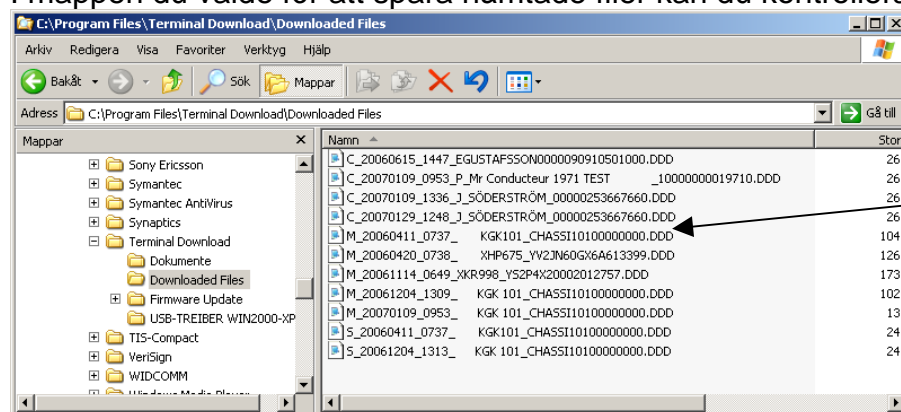 I mappen du valde för att spara hämtade filer kan du kontrollera
C:\Program Files\Terminal Download\Downloaded Files
Arkiv Redigera Visa Favoriter Verktyg Hjälp
Bakåt Sök Mappar
Adress C:\Program Files\Terminal Download\Downloaded Files Gå till
Mappar
Sony Ericsson
Symantec
Symantec AntiVirus
Synaptics
Terminal Download
Dokumente
Downloaded Files
Firmware Update
USB-TREIBER WIN2000-XP
TIS-Compact
VeriSign
WIDCOMM
Windows Media Player
Namn Stor
C_20060615_1447_EGUSTAFSSON0000090910501000.DDD 26
C_20070109_0953_P_Mr Conducteur 1971 TEST _10000000019710.DDD 26
C_20070109_1336_J_SÖDERSTRÖM_00000253667660.DDD 26
C_20070129_1248_J_SÖDERSTRÖM_00000253667660.DDD 26
M_20060411_0737_ KGK101_CHASSI10100000000.DDD 104
M_20060420_0738_ XHP675_YV2JN60GX6A613399.DDD 126
M_20061114_0649_XKR998_YS2P4X20002012757.DDD 173
M_20061204_1309_ KGK 101_CHASSI10100000000.DDD 102
M_20070109_0953_ KGK 101_CHASSI10100000000.DDD 13
S_20060411_0737_ KGK101_CHASSI10100000000.DDD 24
S_20061204_1313_ KGK 101_CHASSI10100000000.DDD 24